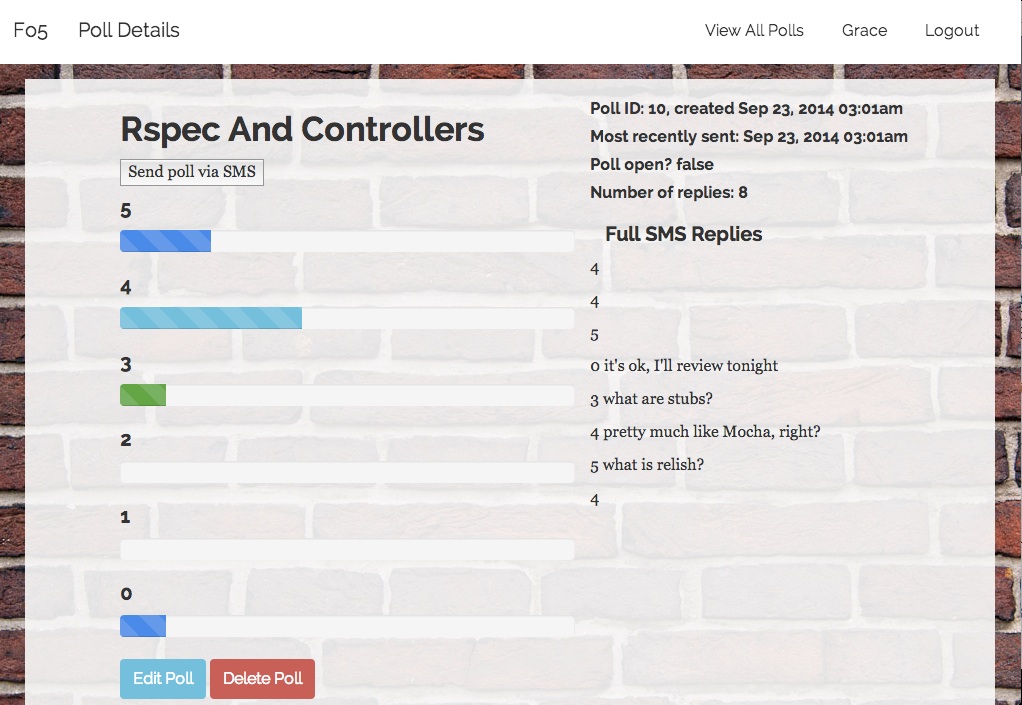 Fo5 Poll Details View All Polls Grace Logout
Rspec And Controllers
Send poll via SMS
5
4
3
2
1
0
Edit Poll Delete Poll
Poll ID: 10, created Sep 23, 2014 03:01am
Most recently sent: Sep 23, 2014 03:01am
Poll open? false
Number of replies: 8
Full SMS Replies
4
4
5
0 it's ok, I'll review tonight
3 what are stubs?
4 pretty much like Mocha, right?
5 what is relish?
4